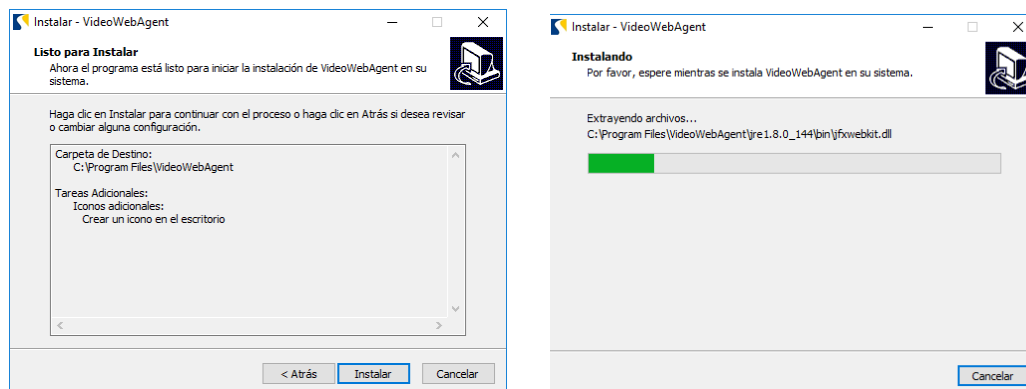 Instalar - VideoWebAgent
Listo para Instalar
Ahora el programa está listo para iniciar la instalación de VideoWebAgent en su
sistema.
Haga clic en Instalar para continuar con el proceso o haga clic en Atrás si desea revisar
o cambiar alguna configuración.
Carpeta de Destino:
C:\Program Files\VideoWebAgent
Tareas Adicionales:
Iconos adicionales:
Crear un icono en el escritorio
< Atrás
Instalar
Cancelar
Instalar - VideoWebAgent
Instalando
Por favor, espere mientras se instala VideoWebAgent en su sistema.
Extrayendo archivos...
C:\Program Files\VideoWebAgent\jre1.8.0_144\bin\jfxwebkit.dll
Cancelar